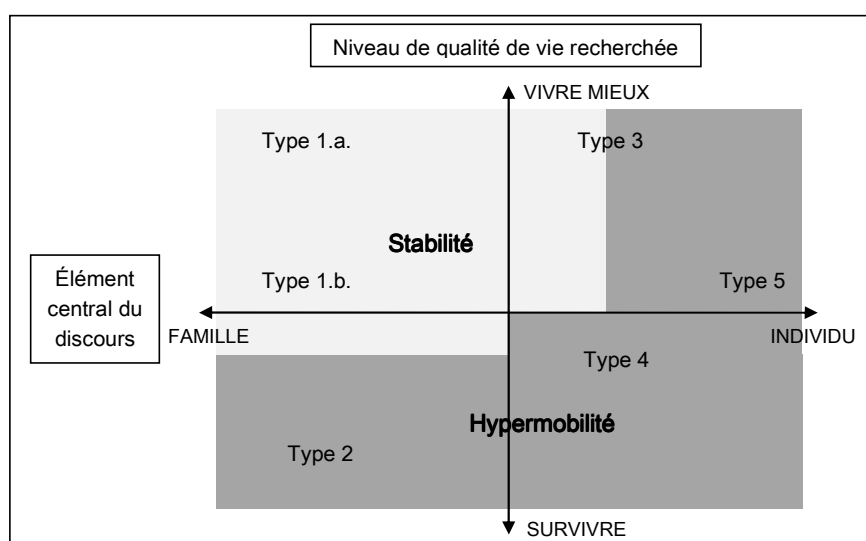 Niveau de qualité de vie recherchée
VIVRE MIEUX
Type 1.a.
Type 3
Stabilité
Élément
central du
discours
Type 1.b.
Type 5
FAMILLE
INDIVIDU
Type 4
Hypermobilité
Type 2
SURVIVRE